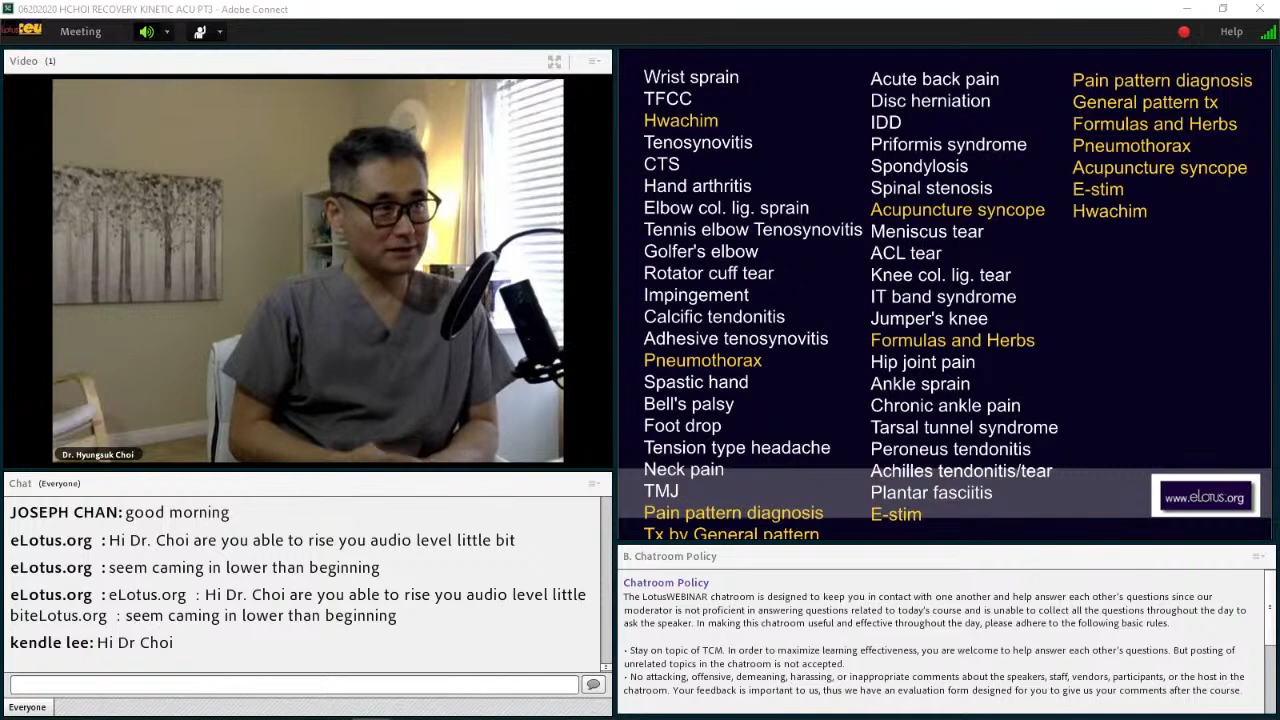 06202020 HCHOI RECOVERY KINETIC ACU PT3 - Adobe Connect
Meeting
Help
Video (1)
Dr. Hyungsuk Choi
Wrist sprain
TFCC
Hwachim
Tenosynovitis
CTS
Hand arthritis
Elbow col. lig. sprain
Tennis elbow Tenosynovitis
Golfer's elbow
Rotator cuff tear
Impingement
Calcific tendonitis
Adhesive tenosynovitis
Pneumothorax
Spastic hand
Bell's palsy
Foot drop
Tension type headache
Neck pain
TMJ
Pain pattern diagnosis
Tx by General pattern
Acute back pain
Disc herniation
IDD
Priformis syndrome
Spondylosis
Spinal stenosis
Acupuncture syncope
Meniscus tear
ACL tear
Knee col. lig. tear
IT band syndrome
Jumper's knee
Formulas and Herbs
Hip joint pain
Ankle sprain
Chronic ankle pain
Tarsal tunnel syndrome
Peroneus tendonitis
Achilles tendonitis/tear
Plantar fasciitis
E-stim
Pain pattern diagnosis
General pattern tx
Formulas and Herbs
Pneumothorax
Acupuncture syncope
E-stim
Hwachim
www.eLotus.org
Chat (Everyone)
JOSEPH CHAN: good morning
eLotus.org : Hi Dr. Choi are you able to rise you audio level little bit
eLotus.org : seem caming in lower than beginning
eLotus.org : eLotus.org : Hi Dr. Choi are you able to rise you audio level little
biteLotus.org : seem caming in lower than beginning
kendle lee: Hi Dr Choi
Everyone
B. Chatroom Policy
Chatroom Policy
The LotusWEBINAR chatroom is designed to keep you in contact with one another and help answer each other's questions since our
moderator is not proficient in answering questions related to today's course and is unable to collect all the questions throughout the day to
ask the speaker. In making this chatroom useful and effective throughout the day, please adhere to the following basic rules.
• Stay on topic of TCM. In order to maximize learning effectiveness, you are welcome to help answer each other's questions. But posting of
unrelated topics in the chatroom is not accepted.
• No attacking, offensive, demeaning, harassing, or inappropriate comments about the speakers, staff, vendors, participants, or the host in the
chatroom. Your feedback is important to us, thus we have an evaluation form designed for you to give us your comments after the course.